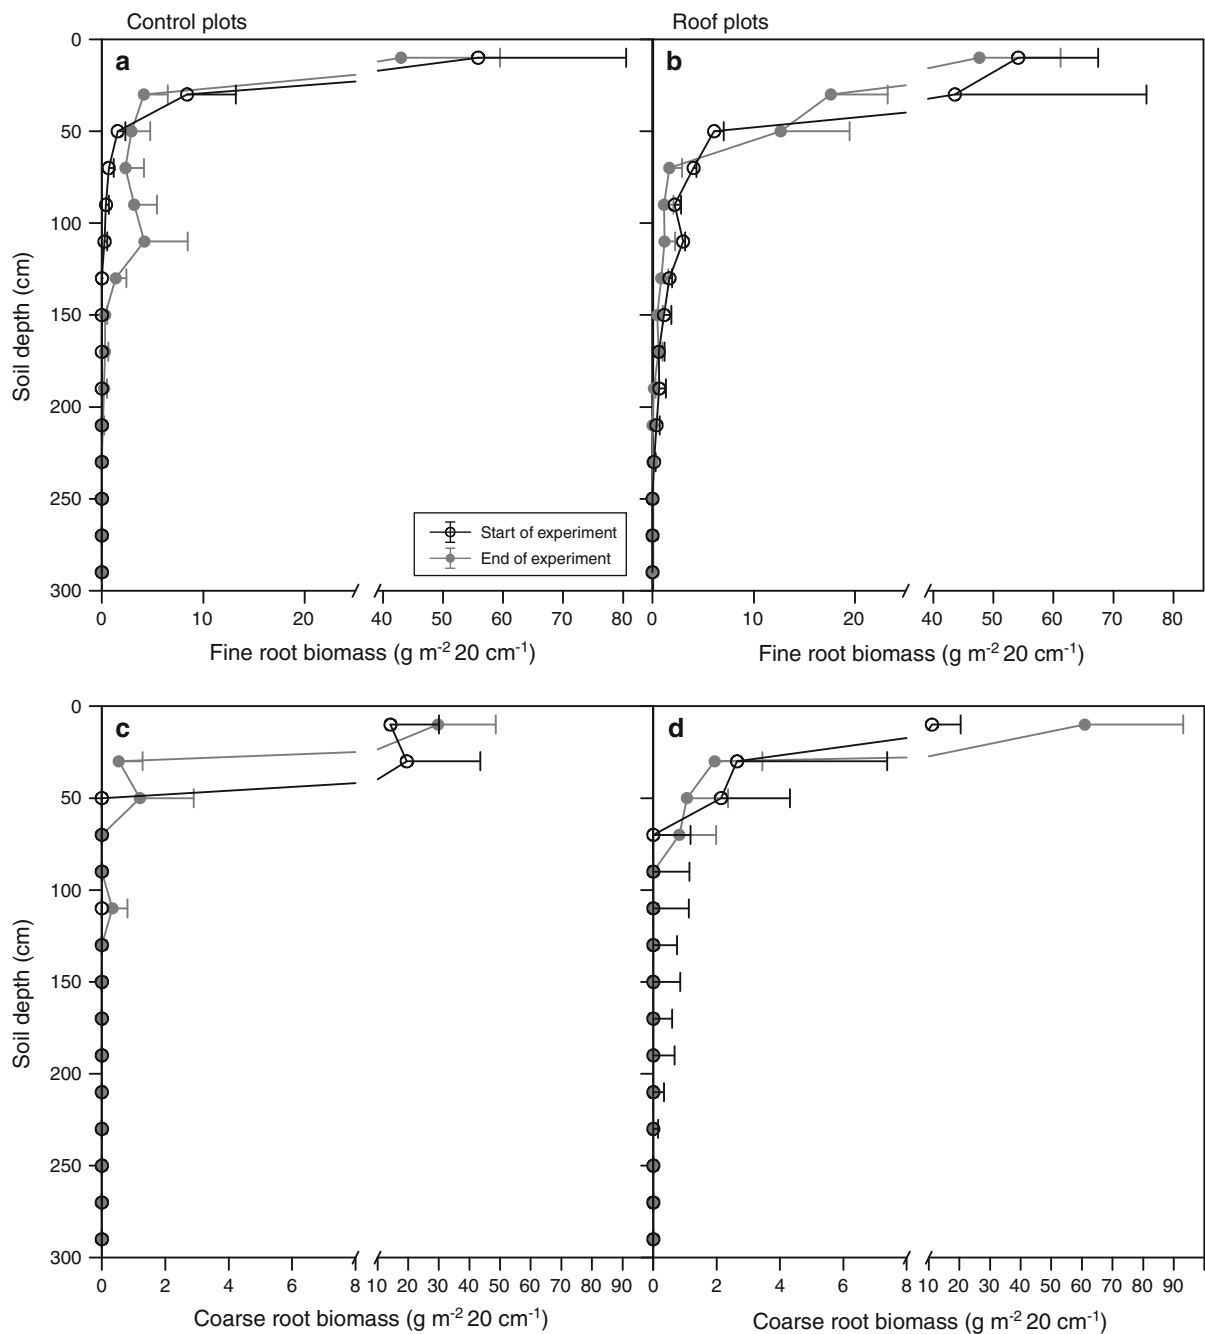 Control plots
Roof plots
a
b
0
50
100
150
200
250
300
Soil depth (cm)
Start of experiment
End of experiment
0 10 20 40 50 60 70 80
0 10 20 40 50 60 70 80
Fine root biomass (g m⁻² 20 cm⁻¹)
Fine root biomass (g m⁻² 20 cm⁻¹)
c
d
0
50
100
150
200
250
300
Soil depth (cm)
0 2 4 6 8 10 20 30 40 50 60 70 80 90
0 2 4 6 8 10 20 30 40 50 60 70 80 90
Coarse root biomass (g m⁻² 20 cm⁻¹)
Coarse root biomass (g m⁻² 20 cm⁻¹)